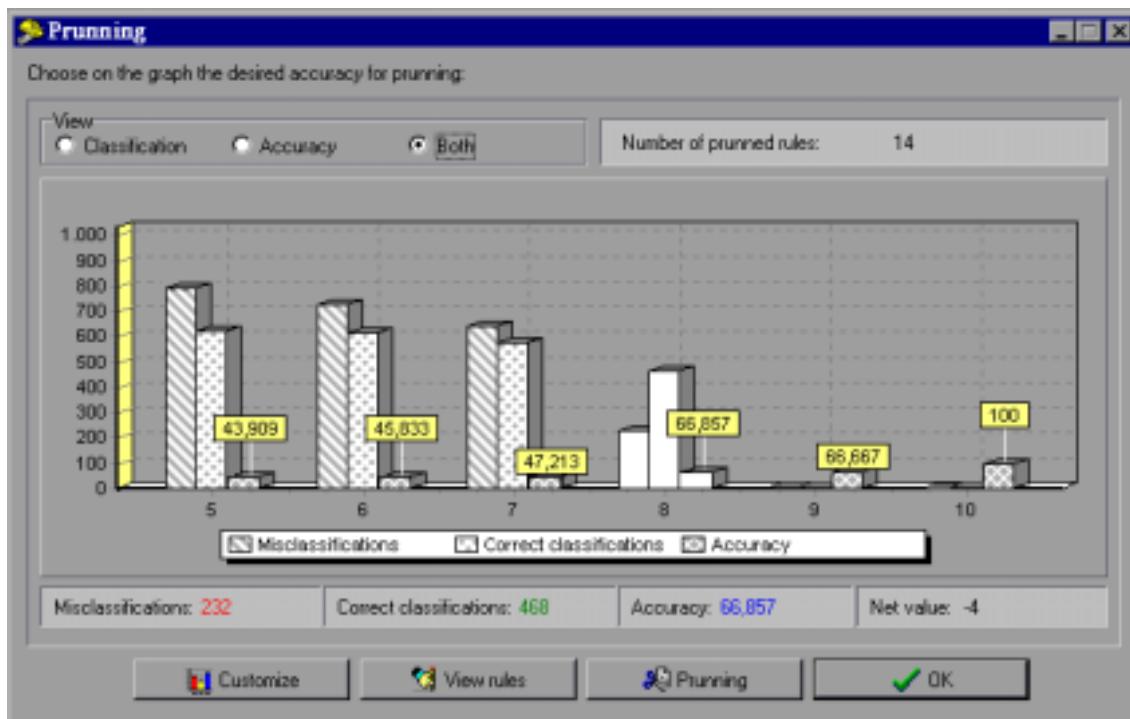 Prunning
Choose on the graph the desired accuracy for prunning:
View
Classification Accuracy Both
Number of prunned rules: 14
1.000
900
800
700
600
500
400
300
200
100
0
43,909
45,833
47,213
66,857
66,667
100
5 6 7 8 9 10
Misclassifications Correct classifications Accuracy
Misclassifications: 232 Correct classifications: 468 Accuracy: 66,857 Net value: -4
Customize View rules Prunning OK